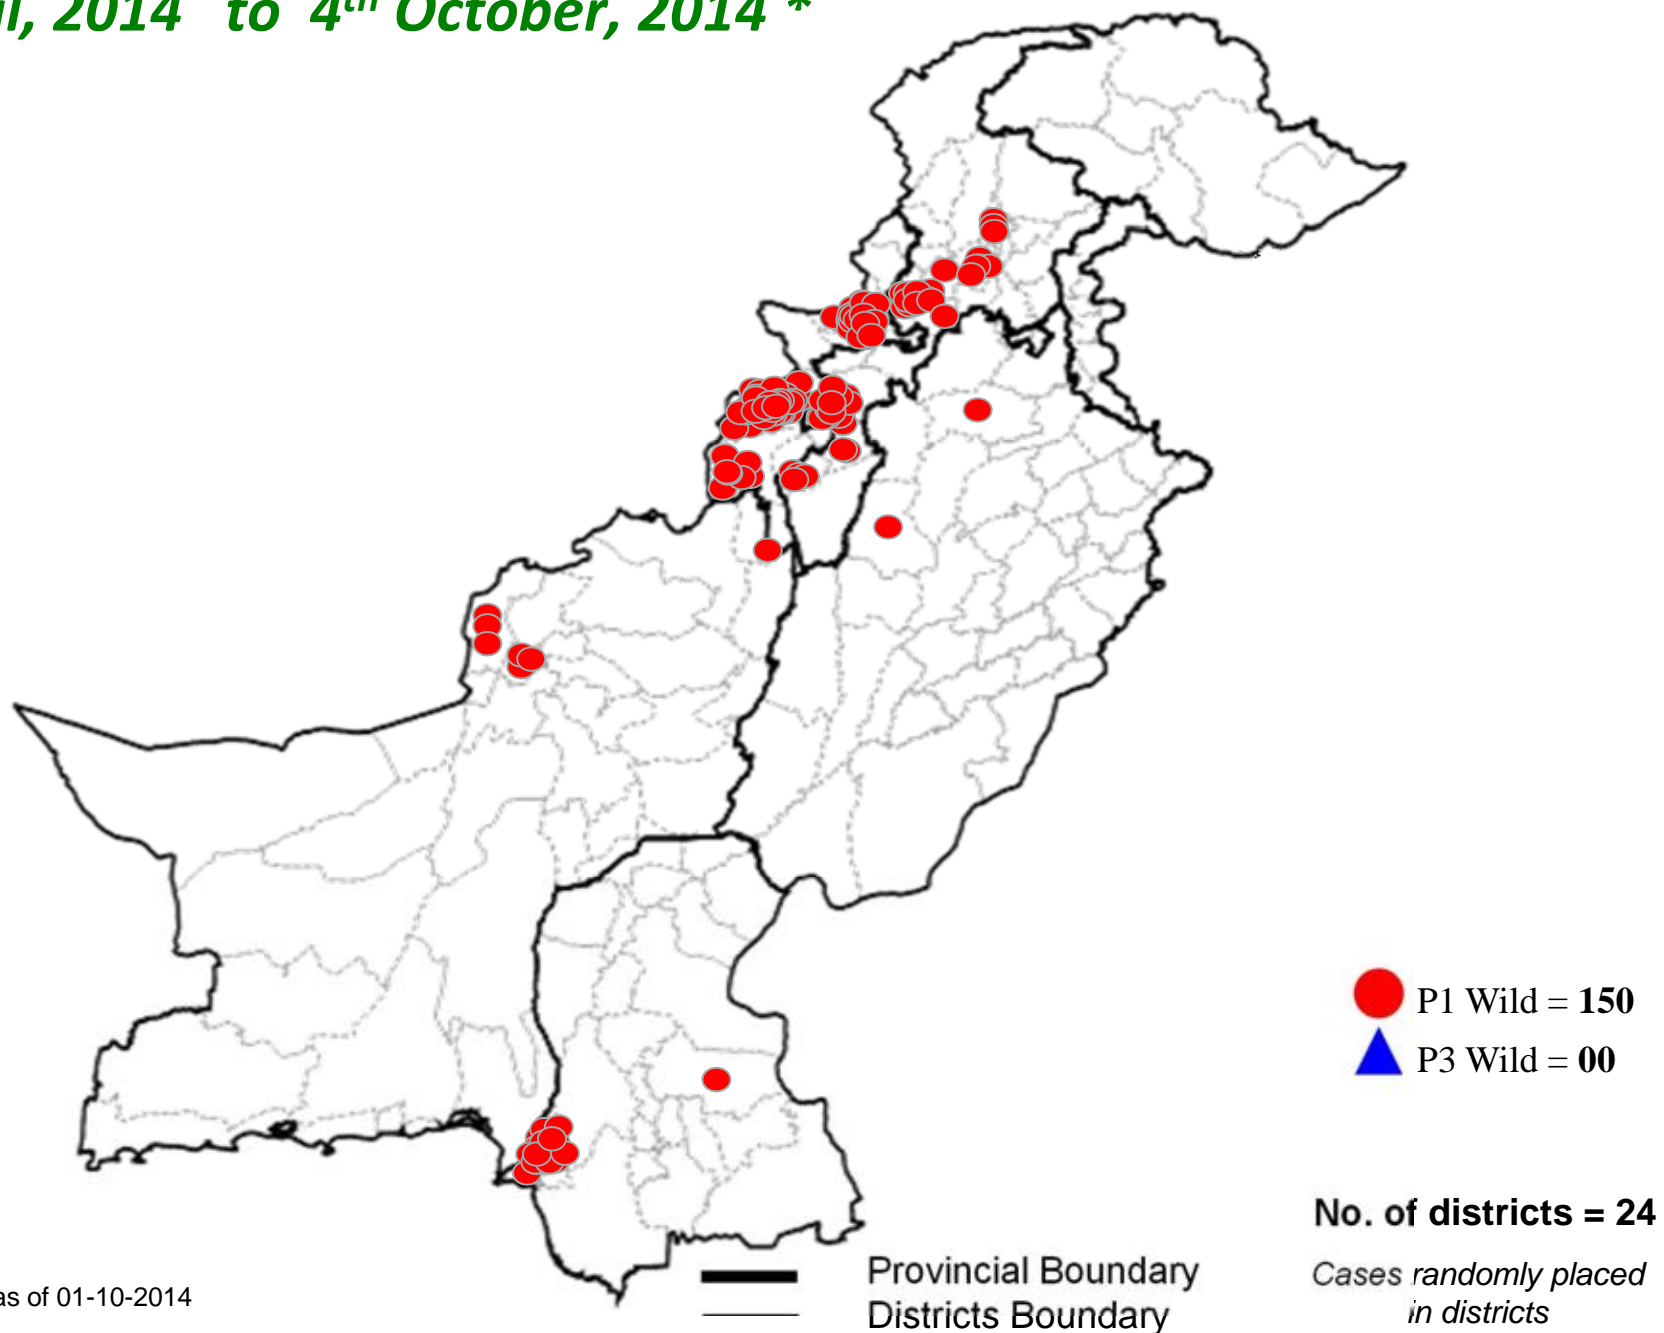 2014 to 4th October, 2014 *
P1 Wild = 150
P3 Wild = 00
No. of districts = 24
Cases randomly placed
in districts
Provincial Boundary
Districts Boundary
as of 01-10-2014